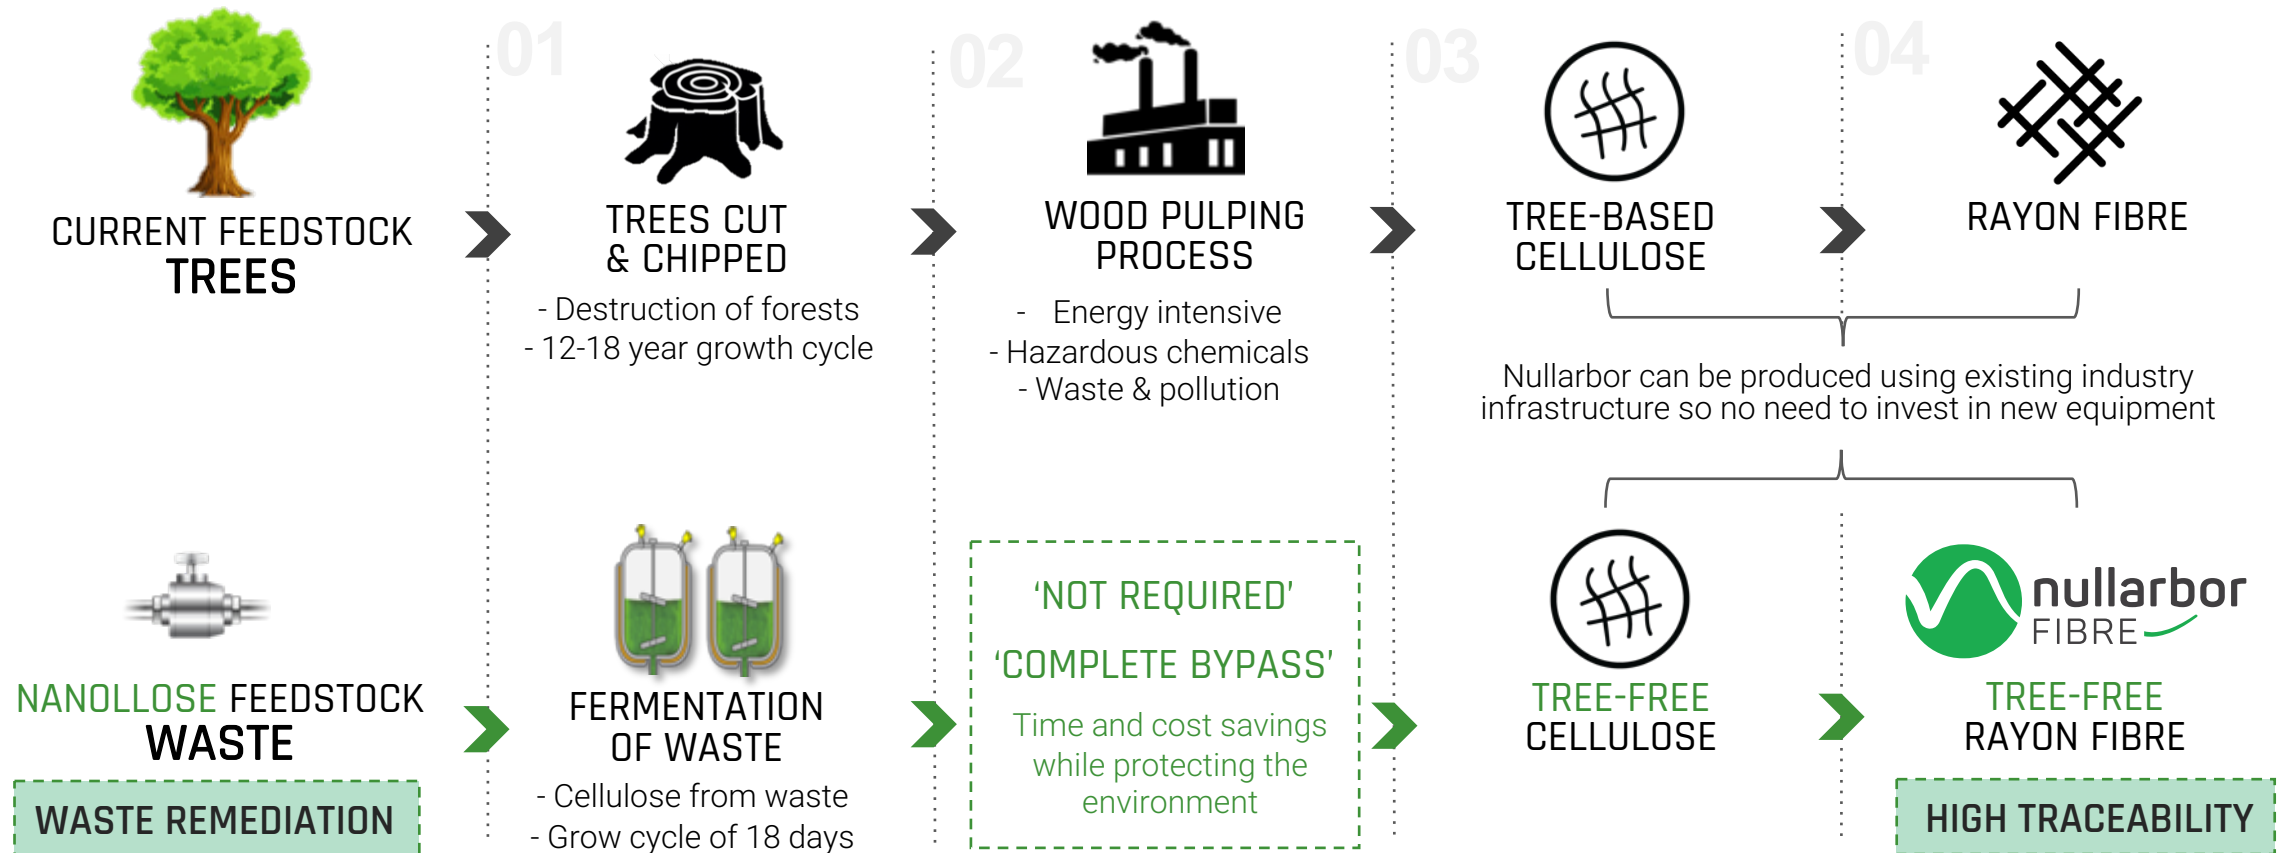 01
02
03
04
CURRENT FEEDSTOCK
TREES
TREES CUT
& CHIPPED
- Destruction of forests
- 12-18 year growth cycle
WOOD PULPING
PROCESS
- Energy intensive
- Hazardous chemicals
- Waste & pollution
TREE-BASED
CELLULOSE
RAYON FIBRE
Nullarbor can be produced using existing industry
infrastructure so no need to invest in new equipment
NANOLLOSE FEEDSTOCK
WASTE
WASTE REMEDIATION
FERMENTATION
OF WASTE
- Cellulose from waste
- Grow cycle of 18 days
‘NOT REQUIRED’
‘COMPLETE BYPASS’
Time and cost savings
while protecting the
environment
TREE-FREE
CELLULOSE
nullarbor
FIBRE
TREE-FREE
RAYON FIBRE
HIGH TRACEABILITY